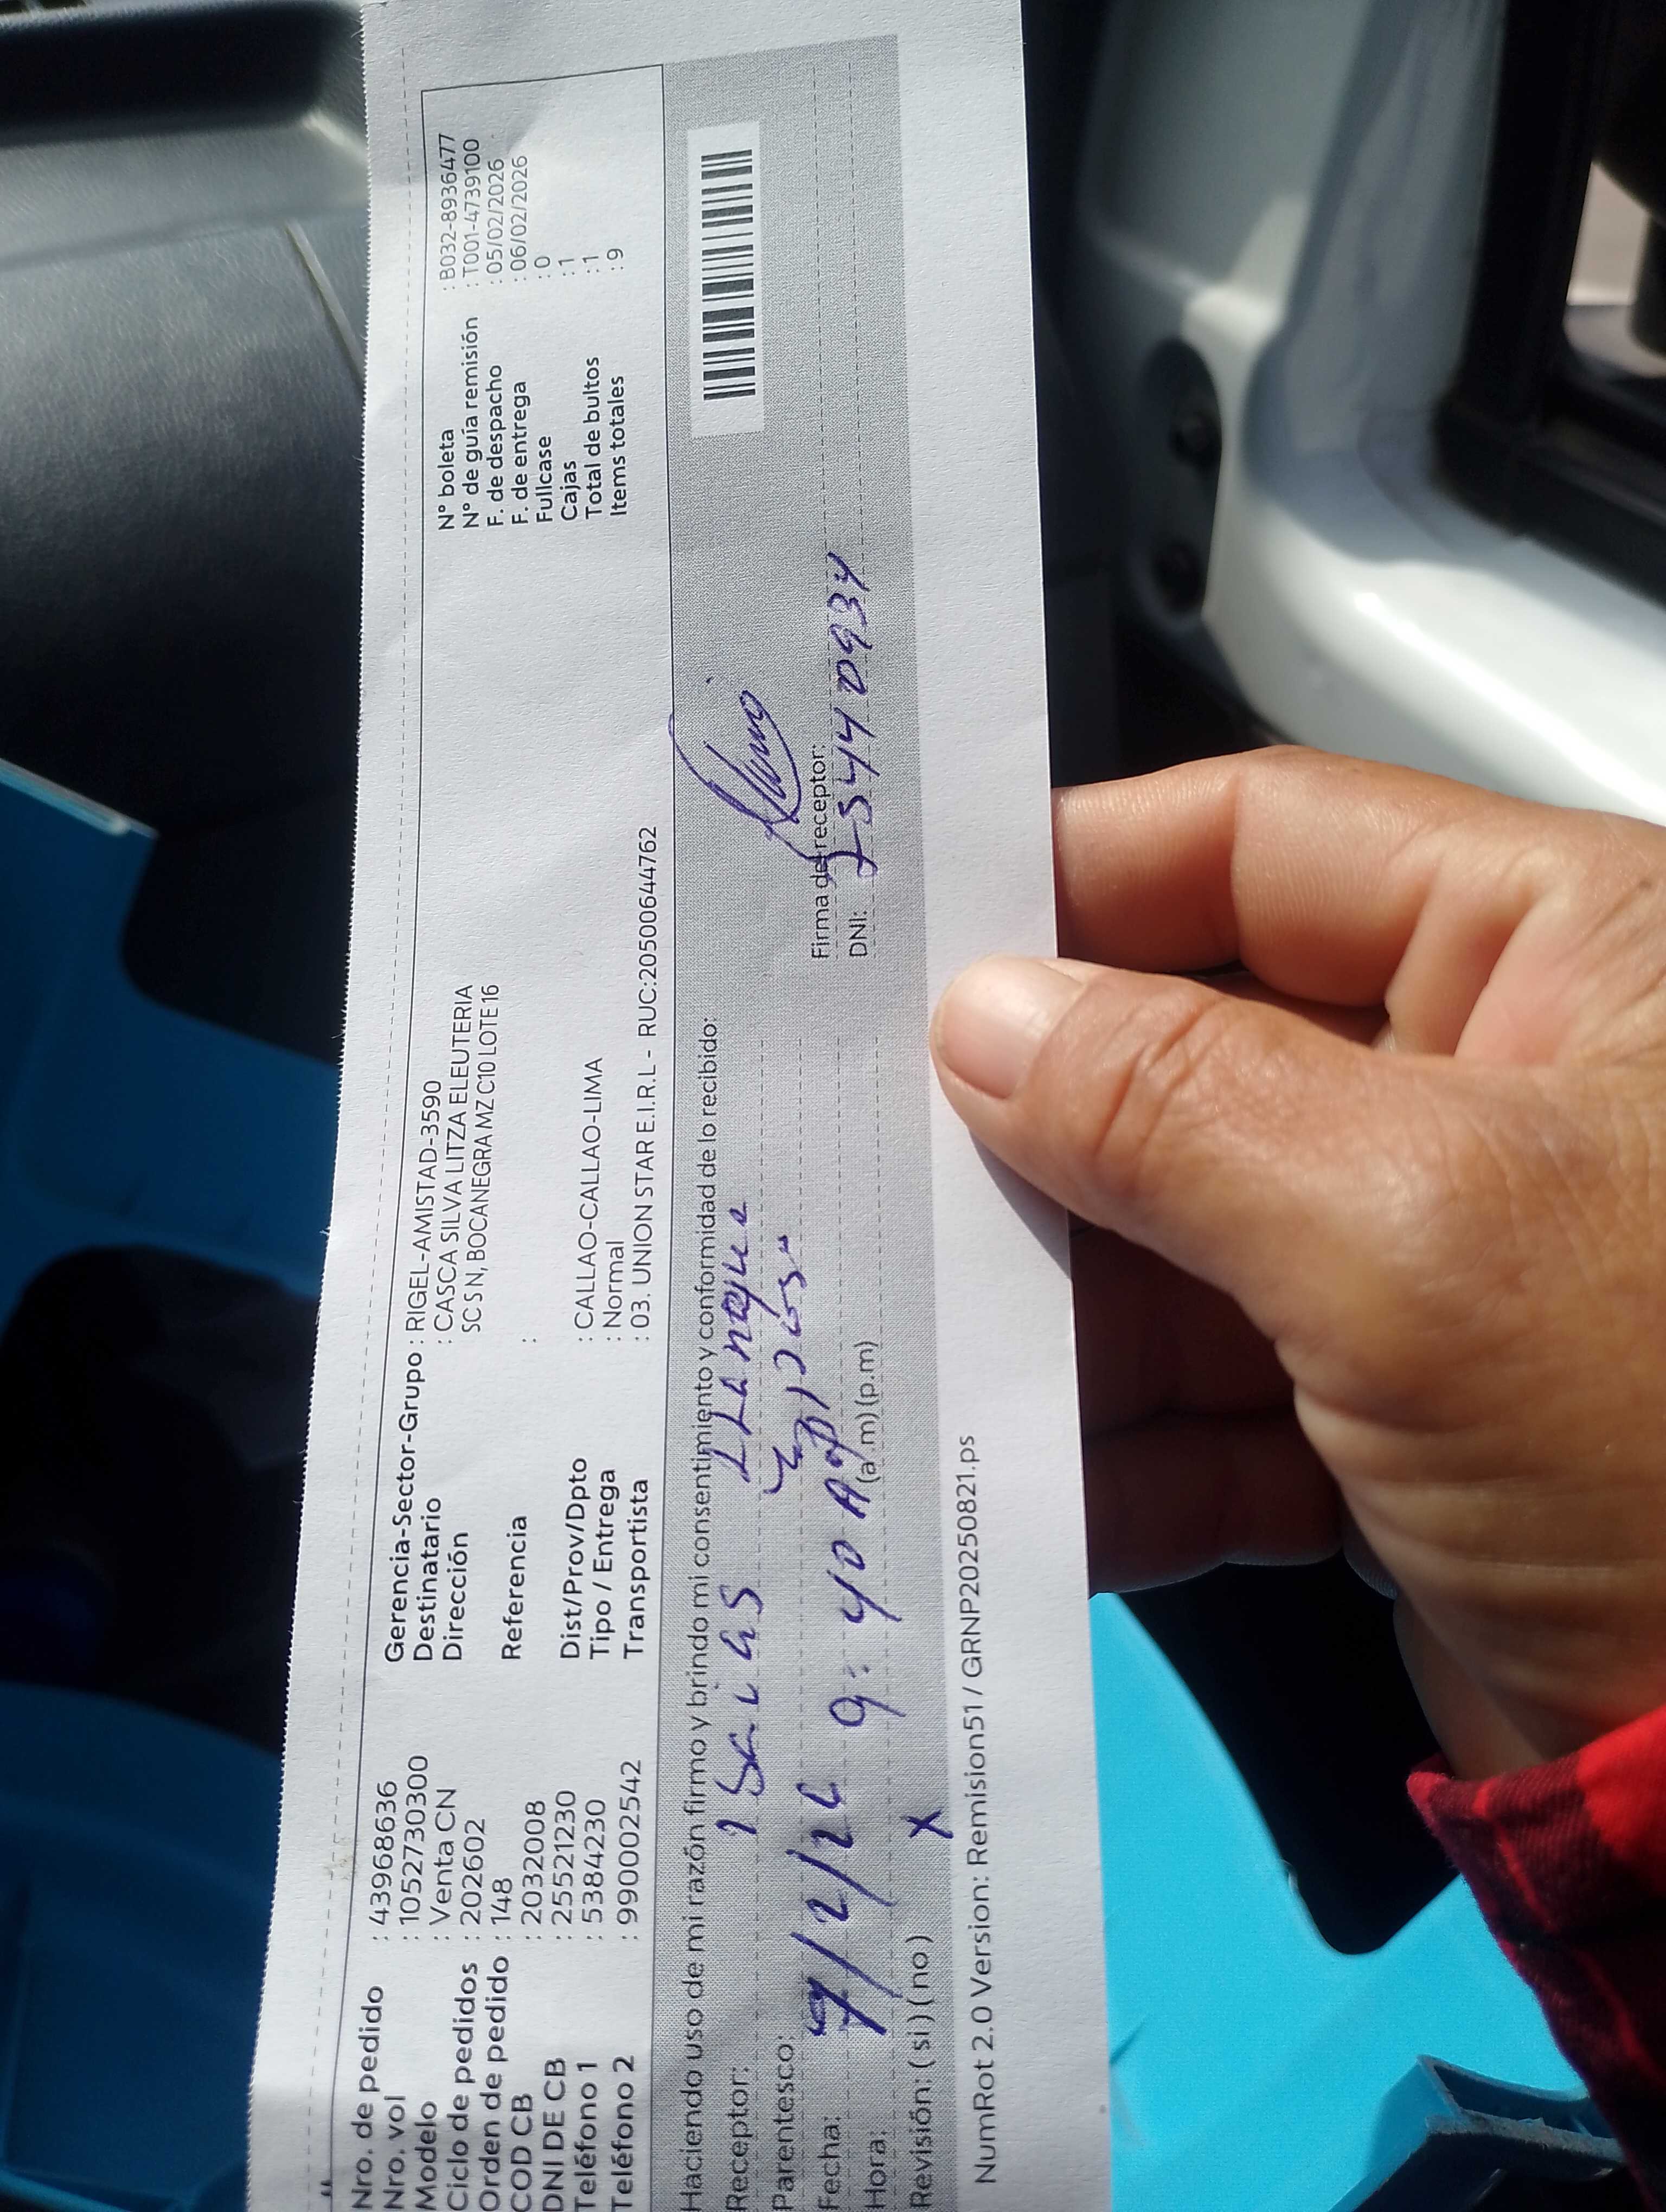 Nro. de pedido : 43968636
Nro. vol : 1052730300
Modelo : Venta CN
Ciclo de pedidos : 202602
Orden de pedido : 148
COD CB : 2032008
DNI DE CB : 25521230
Teléfono 1 : 5384230
Teléfono 2 : 990002542
Gerencia-Sector-Grupo : RIGEL-AMISTAD-3590
Destinatario : CASCA SILVA LITZA ELEUTERIA
Dirección SC S N, BOCANEGRA MZ C10 LOTE 16
Referencia :
Dist/Prov/Dpto : CALLAO-CALLAO-LIMA
Tipo / Entrega : Normal
Transportista : 03. UNION STAR E.I.R.L - RUC:20500644762
N° boleta : B032-8936477
N° de guía remisión : T001-4739100
F. de despacho : 05/02/2026
F. de entrega : 06/02/2026
Fullcase : 0
Cajas : 1
Total de bultos : 1
Items totales : 9
Haciendo uso de mi razón firmo y brindo mi consentimiento y conformidad de lo recibido:
Receptor: Isaias
Parentesco:
Fecha: 7/2/26
Hora: 9:40 (a.m)(p.m)
Revisión: (si)(no) X
Firma del receptor:
DNI: 25440934
NumRot 2.0 Version: Remision51 / GRNP20250821.ps